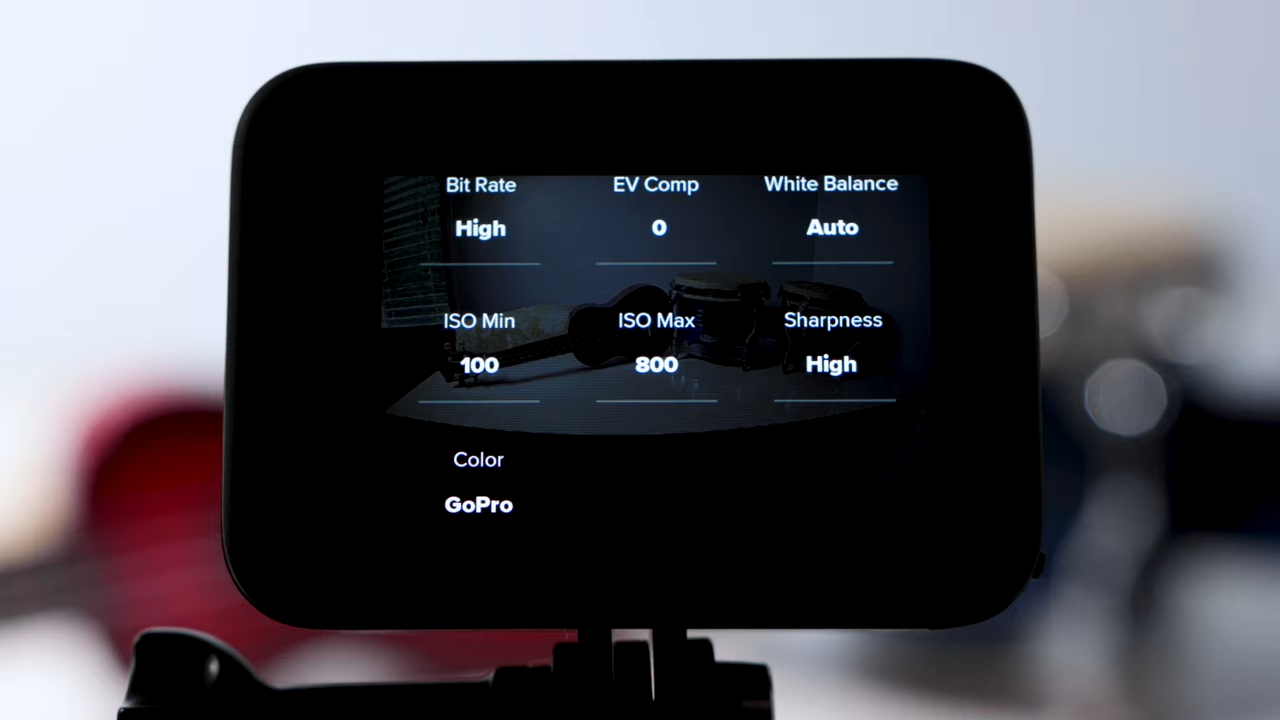 Bit Rate EV Comp White Balance
High 0 Auto
ISO Min ISO Max Sharpness
100 800 High
Color
GoPro